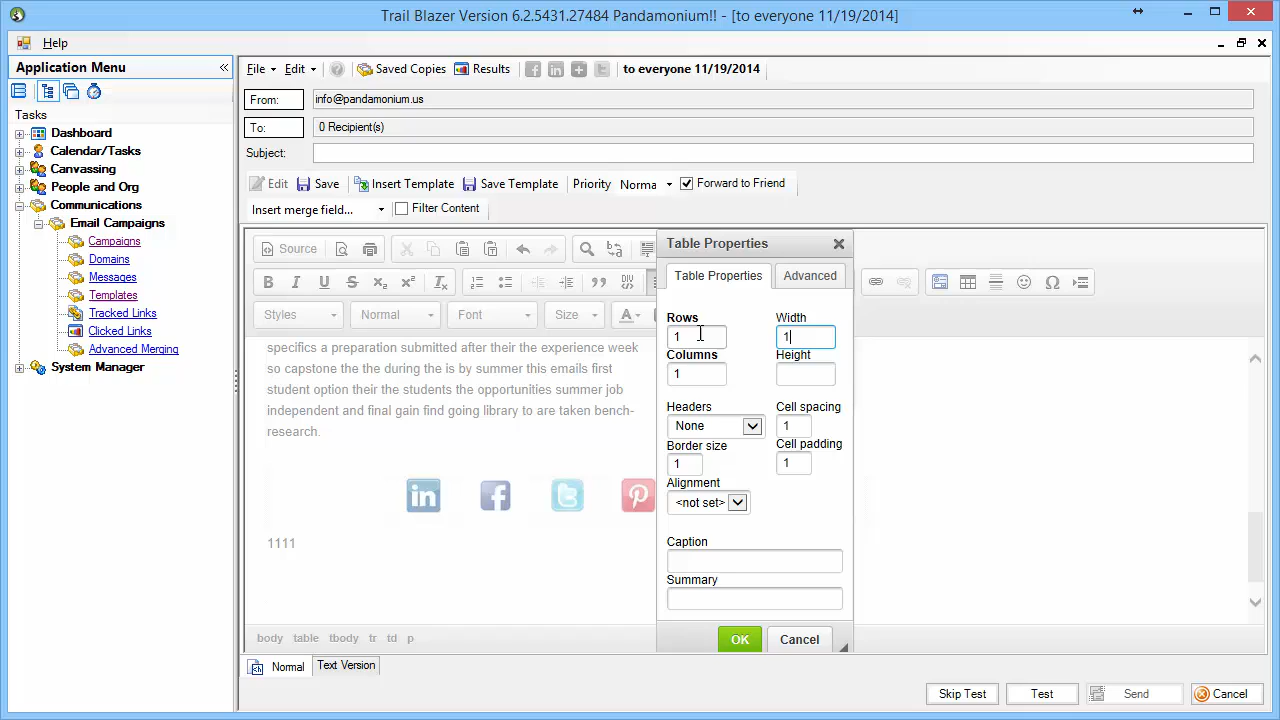 Trail Blazer Version 6.2.5431.27484 Pandamonium!! - [to everyone 11/19/2014]
Help
Application Menu
Tasks
Dashboard
Calendar/Tasks
Canvassing
People and Org
Communications
Email Campaigns
Campaigns
Domains
Messages
Templates
Tracked Links
Clicked Links
Advanced Merging
System Manager
File Edit Saved Copies Results to everyone 11/19/2014
From: info@pandamonium.us
To: 0 Recipient(s)
Subject:
Edit Save Insert Template Save Template Priority Norma Forward to Friend
Insert merge field... Filter Content
Source
Styles Normal Font Size A
specifics a preparation submitted after their the experience week
so capstone the the during the is by summer this emails first
student option their the students the opportunities summer job
independent and final gain find going library to are taken bench-
research.
1111
body table tbody tr td p
Table Properties
Table Properties Advanced
Rows Width
1 1
Columns Height
1
Headers Cell spacing
None 1
Border size Cell padding
1 1
Alignment
<not set>
Caption
Summary
OK Cancel
Normal Text Version
Skip Test Test Send Cancel